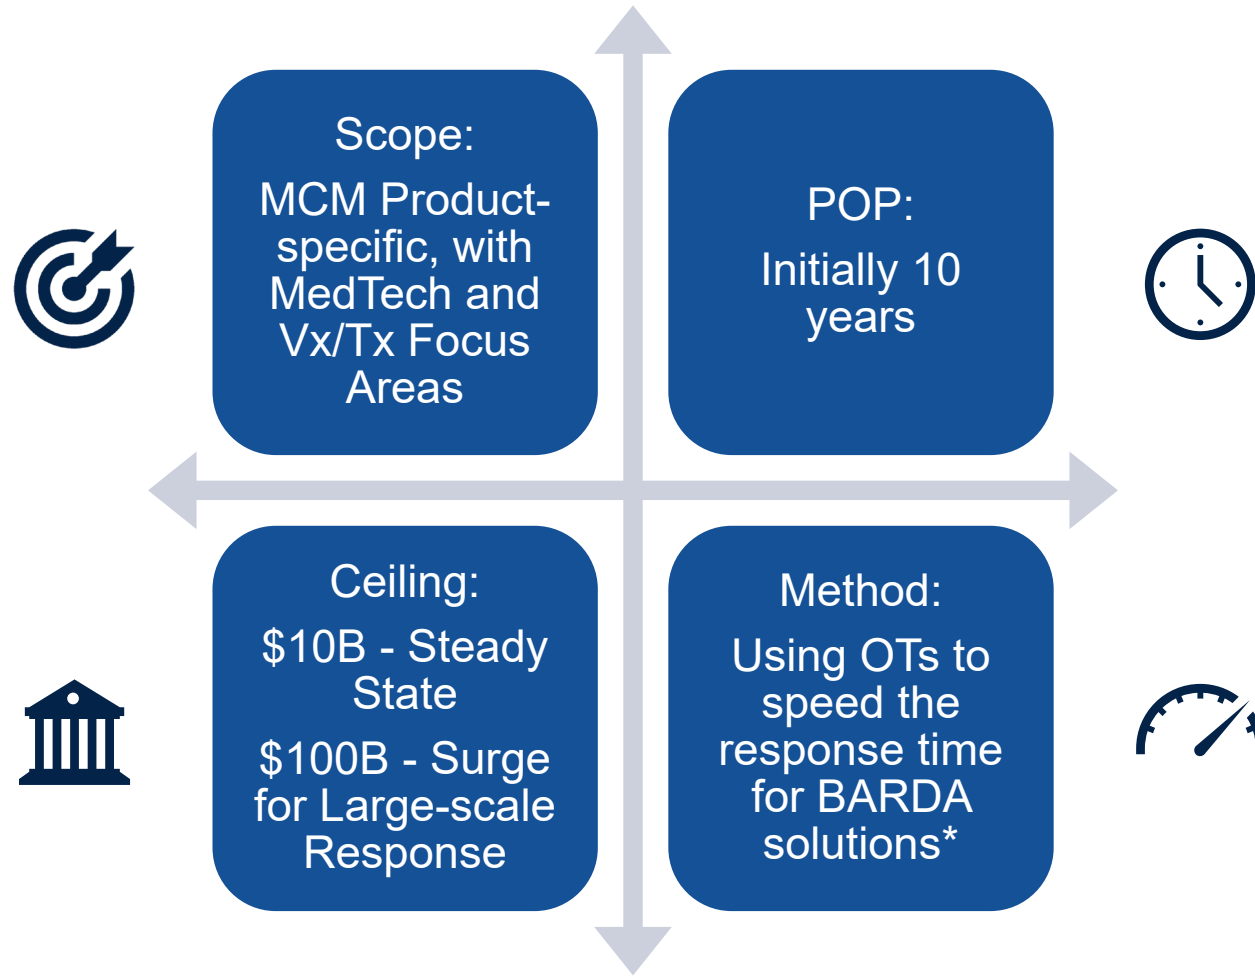 Scope:
MCM Product-
specific, with
MedTech and
Vx/Tx Focus
Areas
POP:
Initially 10
years
Ceiling:
$10B - Steady
State
$100B - Surge
for Large-scale
Response
Method:
Using OTs to
speed the
response time
for BARDA
solutions*